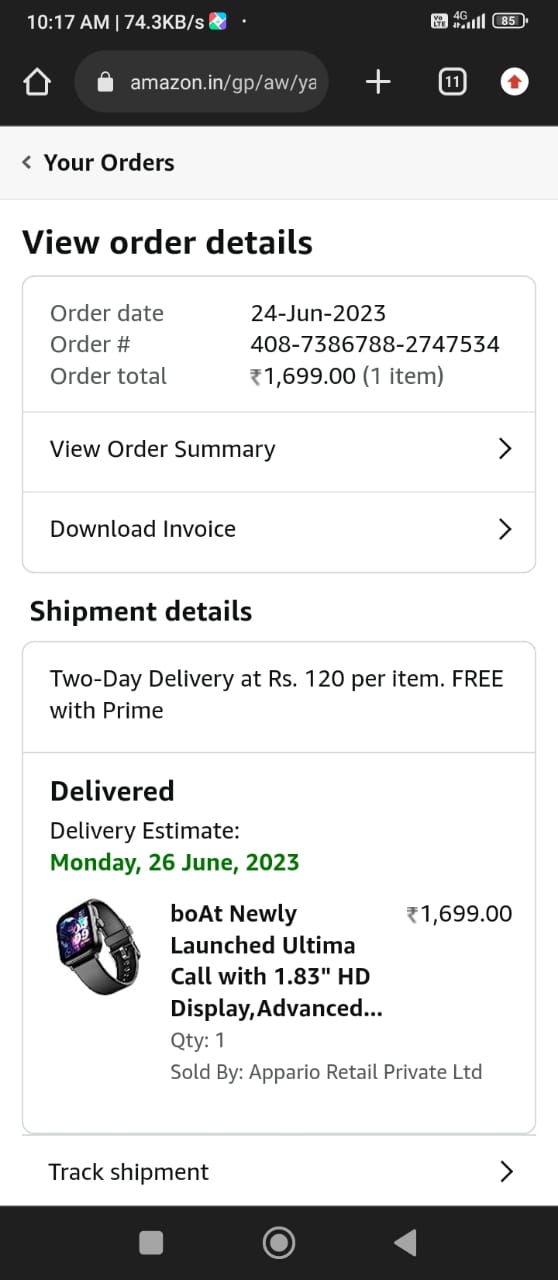 10:17 AM | 74.3KB/s
Vo LTE 4G 85
amazon.in/gp/aw/ya
11
Your Orders
View order details
Order date 24-Jun-2023
Order # 408-7386788-2747534
Order total ₹1,699.00 (1 item)
View Order Summary
Download Invoice
Shipment details
Two-Day Delivery at Rs. 120 per item. FREE
with Prime
Delivered
Delivery Estimate:
Monday, 26 June, 2023
boAt Newly ₹1,699.00
Launched Ultima
Call with 1.83" HD
Display,Advanced...
Qty: 1
Sold By: Appario Retail Private Ltd
Track shipment